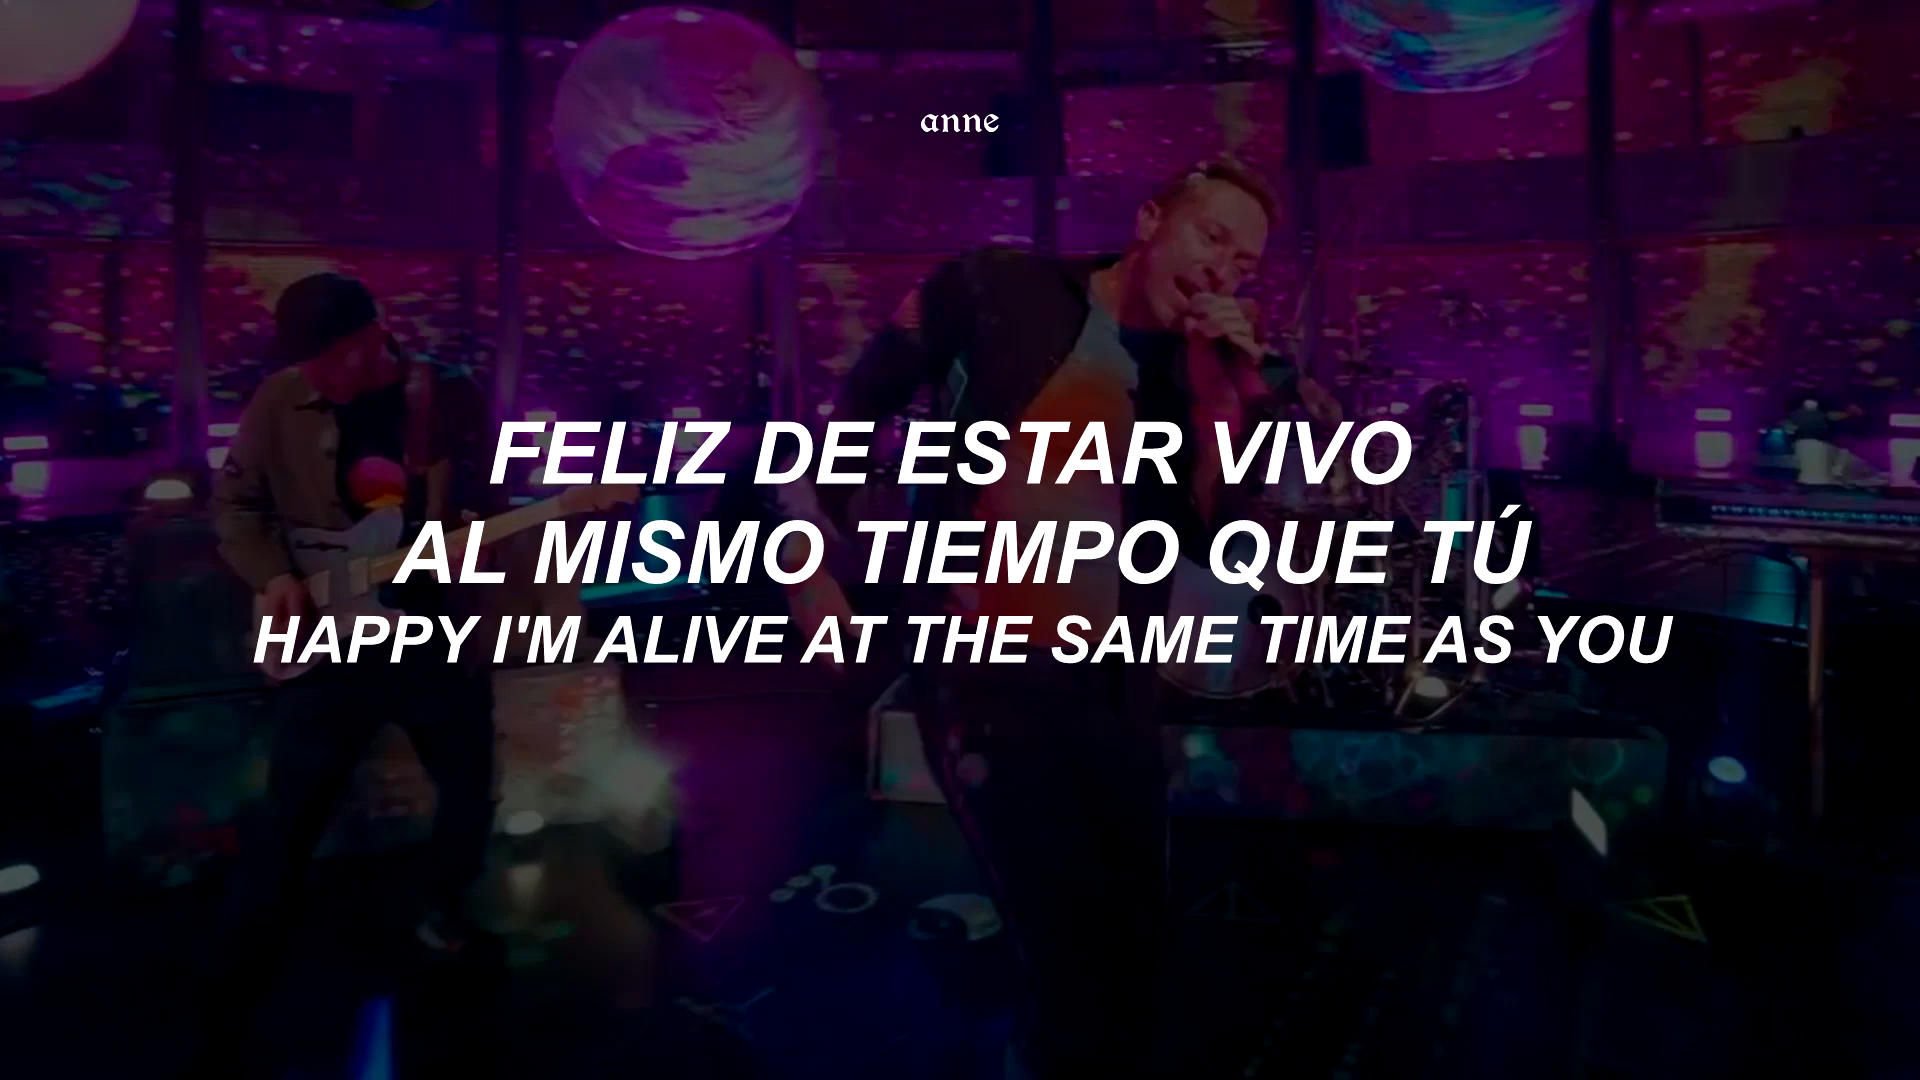 anne
FELIZ DE ESTAR VIVO
AL MISMO TIEMPO QUE TÚ
HAPPY I'M ALIVE AT THE SAME TIME AS YOU